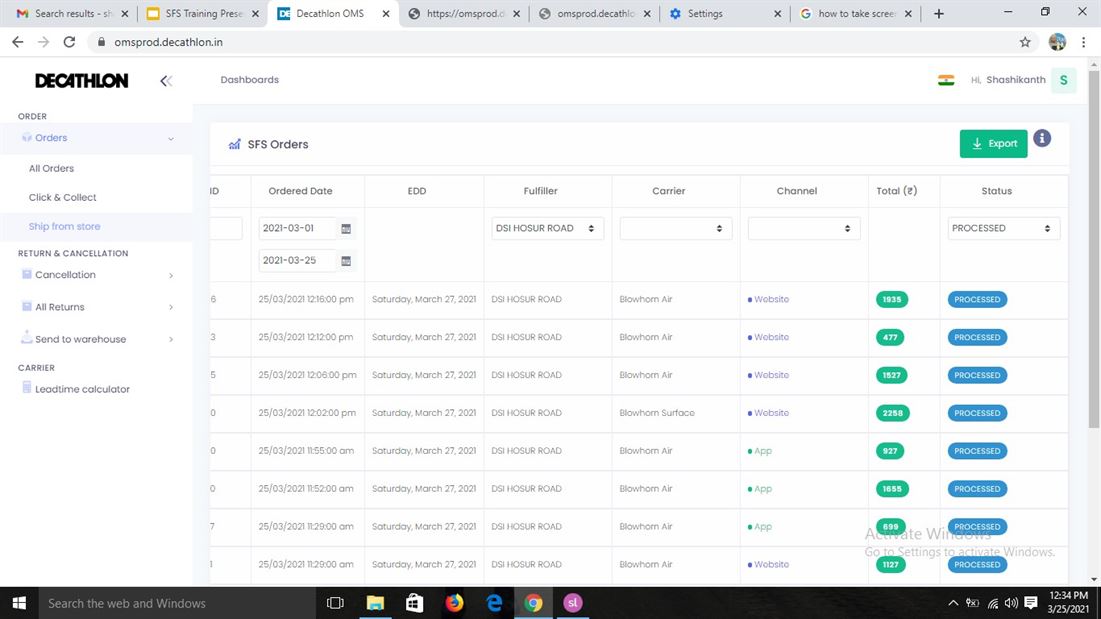 Search results - sha
SFS Training Prese
Decathlon OMS
https://omsprod.d
omsprod.decathlo
Settings
how to take screen
omsprod.decathlon.in
DECATHLON
Dashboards
Hi, Shashikanth
S
ORDER
Orders
All Orders
Click & Collect
Ship from store
RETURN & CANCELLATION
Cancellation
All Returns
Send to warehouse
CARRIER
Leadtime calculator
SFS Orders
Export
ID Ordered Date EDD Fulfiller Carrier Channel Total (₹) Status
2021-03-01 DSI HOSUR ROAD PROCESSED
2021-03-25
6 25/03/2021 12:16:00 pm Saturday, March 27, 2021 DSI HOSUR ROAD Blowhorn Air Website 1935 PROCESSED
3 25/03/2021 12:12:00 pm Saturday, March 27, 2021 DSI HOSUR ROAD Blowhorn Air Website 477 PROCESSED
5 25/03/2021 12:06:00 pm Saturday, March 27, 2021 DSI HOSUR ROAD Blowhorn Air Website 1527 PROCESSED
0 25/03/2021 12:02:00 pm Saturday, March 27, 2021 DSI HOSUR ROAD Blowhorn Surface Website 2258 PROCESSED
0 25/03/2021 11:55:00 am Saturday, March 27, 2021 DSI HOSUR ROAD Blowhorn Air App 927 PROCESSED
0 25/03/2021 11:52:00 am Saturday, March 27, 2021 DSI HOSUR ROAD Blowhorn Air App 1655 PROCESSED
7 25/03/2021 11:29:00 am Saturday, March 27, 2021 DSI HOSUR ROAD Blowhorn Air App 699 PROCESSED
1 25/03/2021 11:29:00 am Saturday, March 27, 2021 DSI HOSUR ROAD Blowhorn Air Website 1127 PROCESSED
Activate Windows
Go to Settings to activate Windows.
Search the web and Windows
sl
12:34 PM
3/25/2021